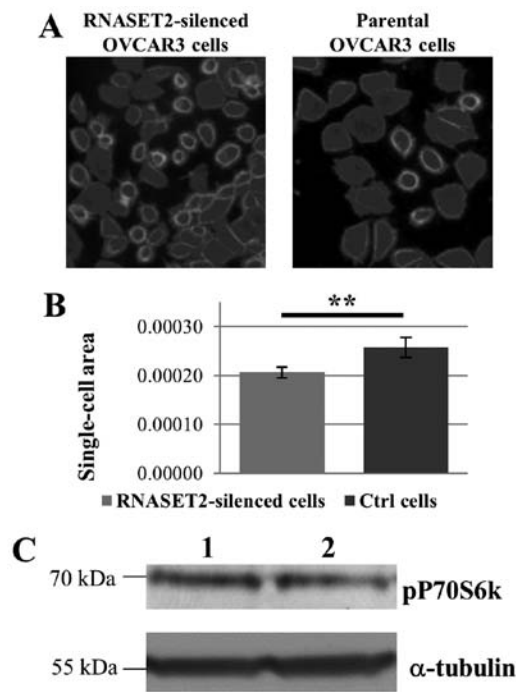 A
RNASET2-silenced
OVCAR3 cells
Parental
OVCAR3 cells
B
**
Single-cell area
0.00030
0.00020
0.00010
0.00000
RNASET2-silenced cells
Ctrl cells
C
1
2
70 kDa
pP70S6k
55 kDa
α-tubulin